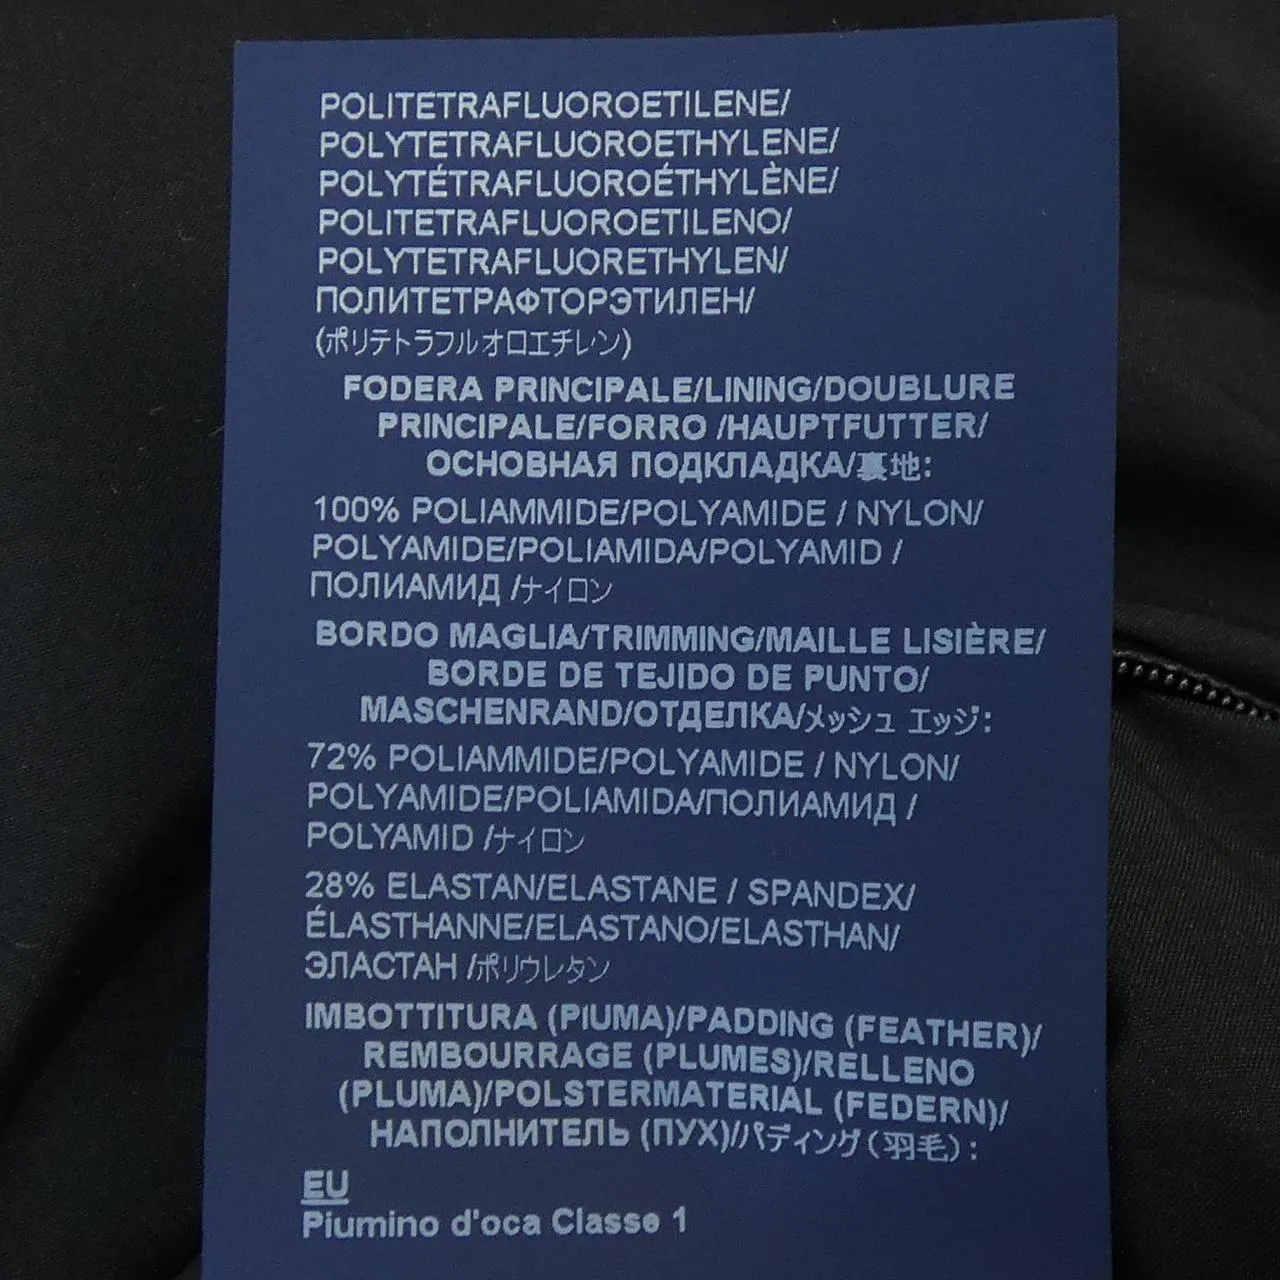 POLITETRAFLUOROETILENE/
POLYTETRAFLUOROETHYLENE/
POLYTÉTRAFLUOROÉTHYLÈNE/
POLITETRAFLUOROETILENO/
POLYTETRAFLUORETHYLEN/
ПОЛИТЕТРАФТОРЭТИЛЕН/
(ポリテトラフルオロエチレン)
FODERA PRINCIPALE/LINING/DOUBLURE
PRINCIPALE/FORRO /HAUPTFUTTER/
ОСНОВНАЯ ПОДКЛАДКА/裏地:
100% POLIAMMIDE/POLYAMIDE / NYLON/
POLYAMIDE/POLIAMIDA/POLYAMID /
ПОЛИАМИД /ナイロン
BORDO MAGLIA/TRIMMING/MAILLE LISIÈRE/
BORDE DE TEJIDO DE PUNTO/
MASCHENRAND/ОТДЕЛКА/メッシュ エッジ:
72% POLIAMMIDE/POLYAMIDE / NYLON/
POLYAMIDE/POLIAMIDA/ПОЛИАМИД /
POLYAMID /ナイロン
28% ELASTAN/ELASTANE / SPANDEX/
ÉLASTHANNE/ELASTANO/ELASTHAN/
ЭЛАСТАН /ポリウレタン
IMBOTTITURA (PIUMA)/PADDING (FEATHER)/
REMBOURRAGE (PLUMES)/RELLENO
(PLUMA)/POLSTERMATERIAL (FEDERN)/
НАПОЛНИТЕЛЬ (ПУХ)/パディング(羽毛):
EU
Piumino d'oca Classe 1